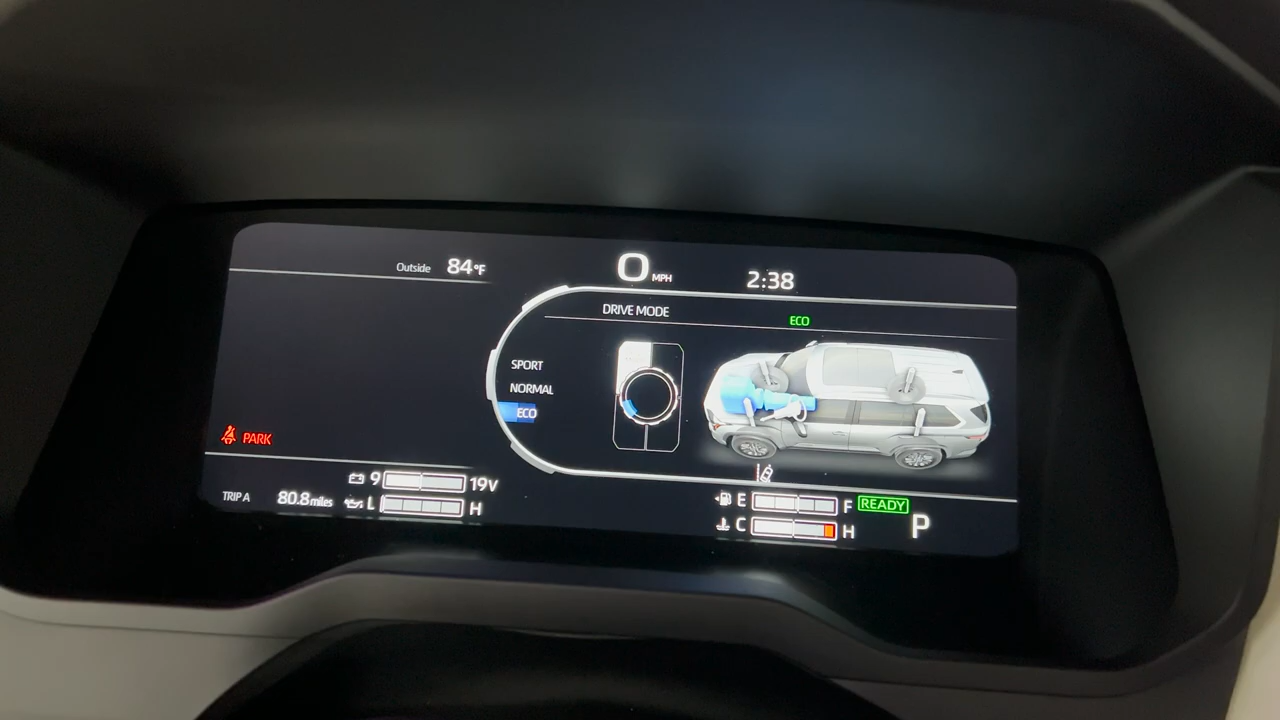 Outside 84°F
0 MPH
2:38
DRIVE MODE
ECO
SPORT
NORMAL
ECO
PARK
TRIP A 80.8 miles
9 19V
L H
E F
READY
C H
P